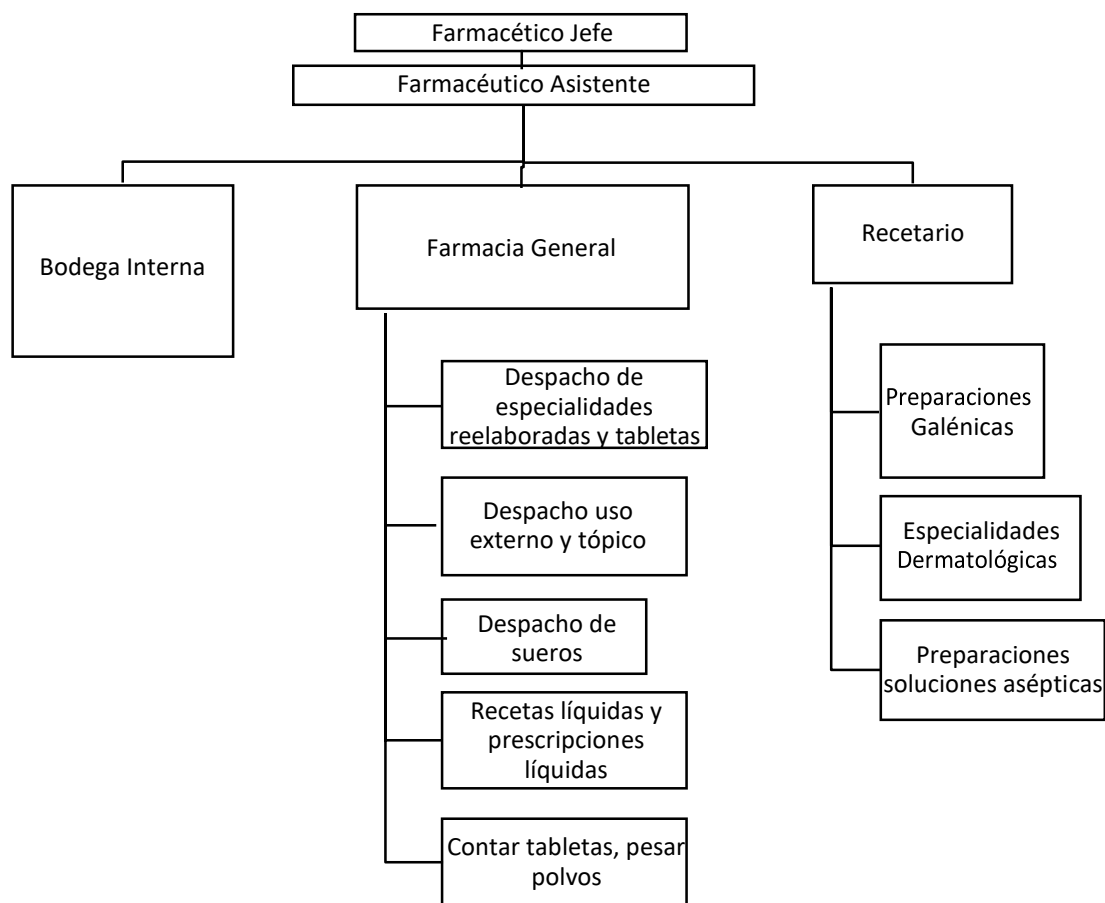 Farmacético Jefe
Farmacéutico Asistente
Bodega Interna
Farmacia General
Recetario
Despacho de
especialidades
reelaboradas y tabletas
Despacho uso
externo y tópico
Despacho de
sueros
Recetas líquidas y
prescripciones
líquidas
Contar tabletas, pesar
polvos
Preparaciones
Galénicas
Especialidades
Dermatológicas
Preparaciones
soluciones asépticas